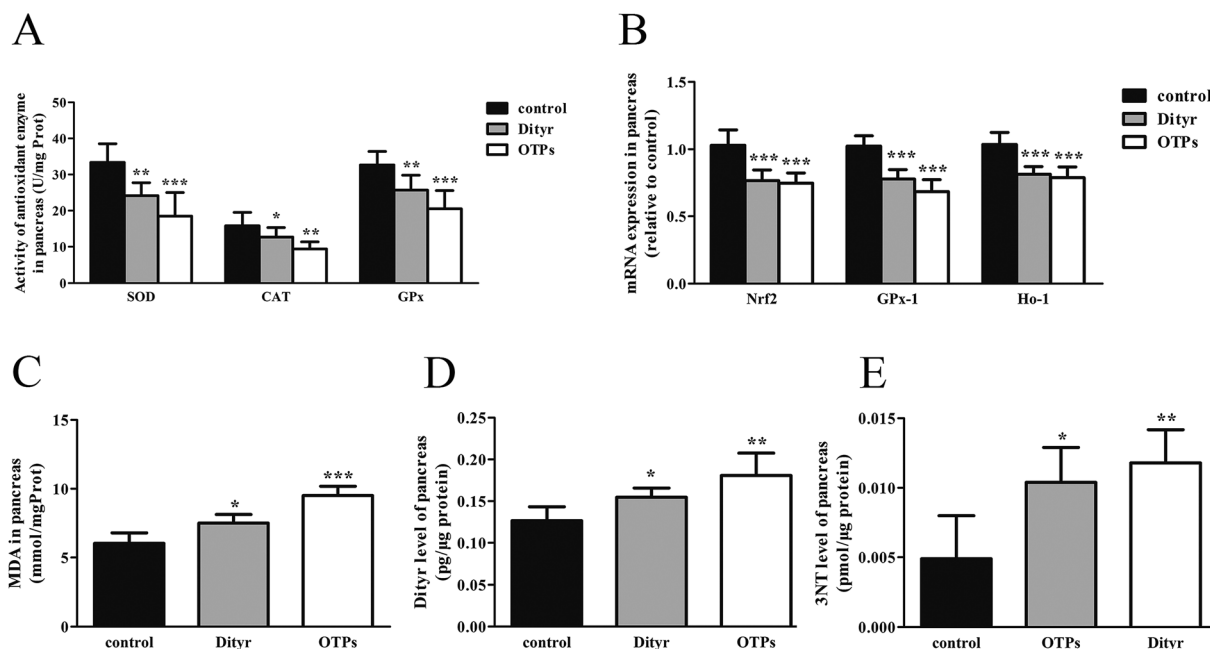 A
Activity of antioxidant enzyme
in pancreas (U/mg Prot)
50
40
30
20
10
0
** *** * ** ** ***
SOD CAT GPx
control
Dityr
OTPs
B
mRNA expression in pancreas
(relative to control)
1.5
1.0
0.5
0.0
*** *** *** *** *** ***
Nrf2 GPx-1 Ho-1
control
Dityr
OTPs
C
MDA in pancreas
(mmol/mgProt)
15
10
5
0
* ***
control Dityr OTPs
D
Dityr level of pancreas
(pg/µg protein)
0.25
0.20
0.15
0.10
0.05
0.00
* **
control Dityr OTPs
E
3NT level of pancreas
(pmol/µg protein)
0.015
0.010
0.005
0.000
* **
control OTPs Dityr